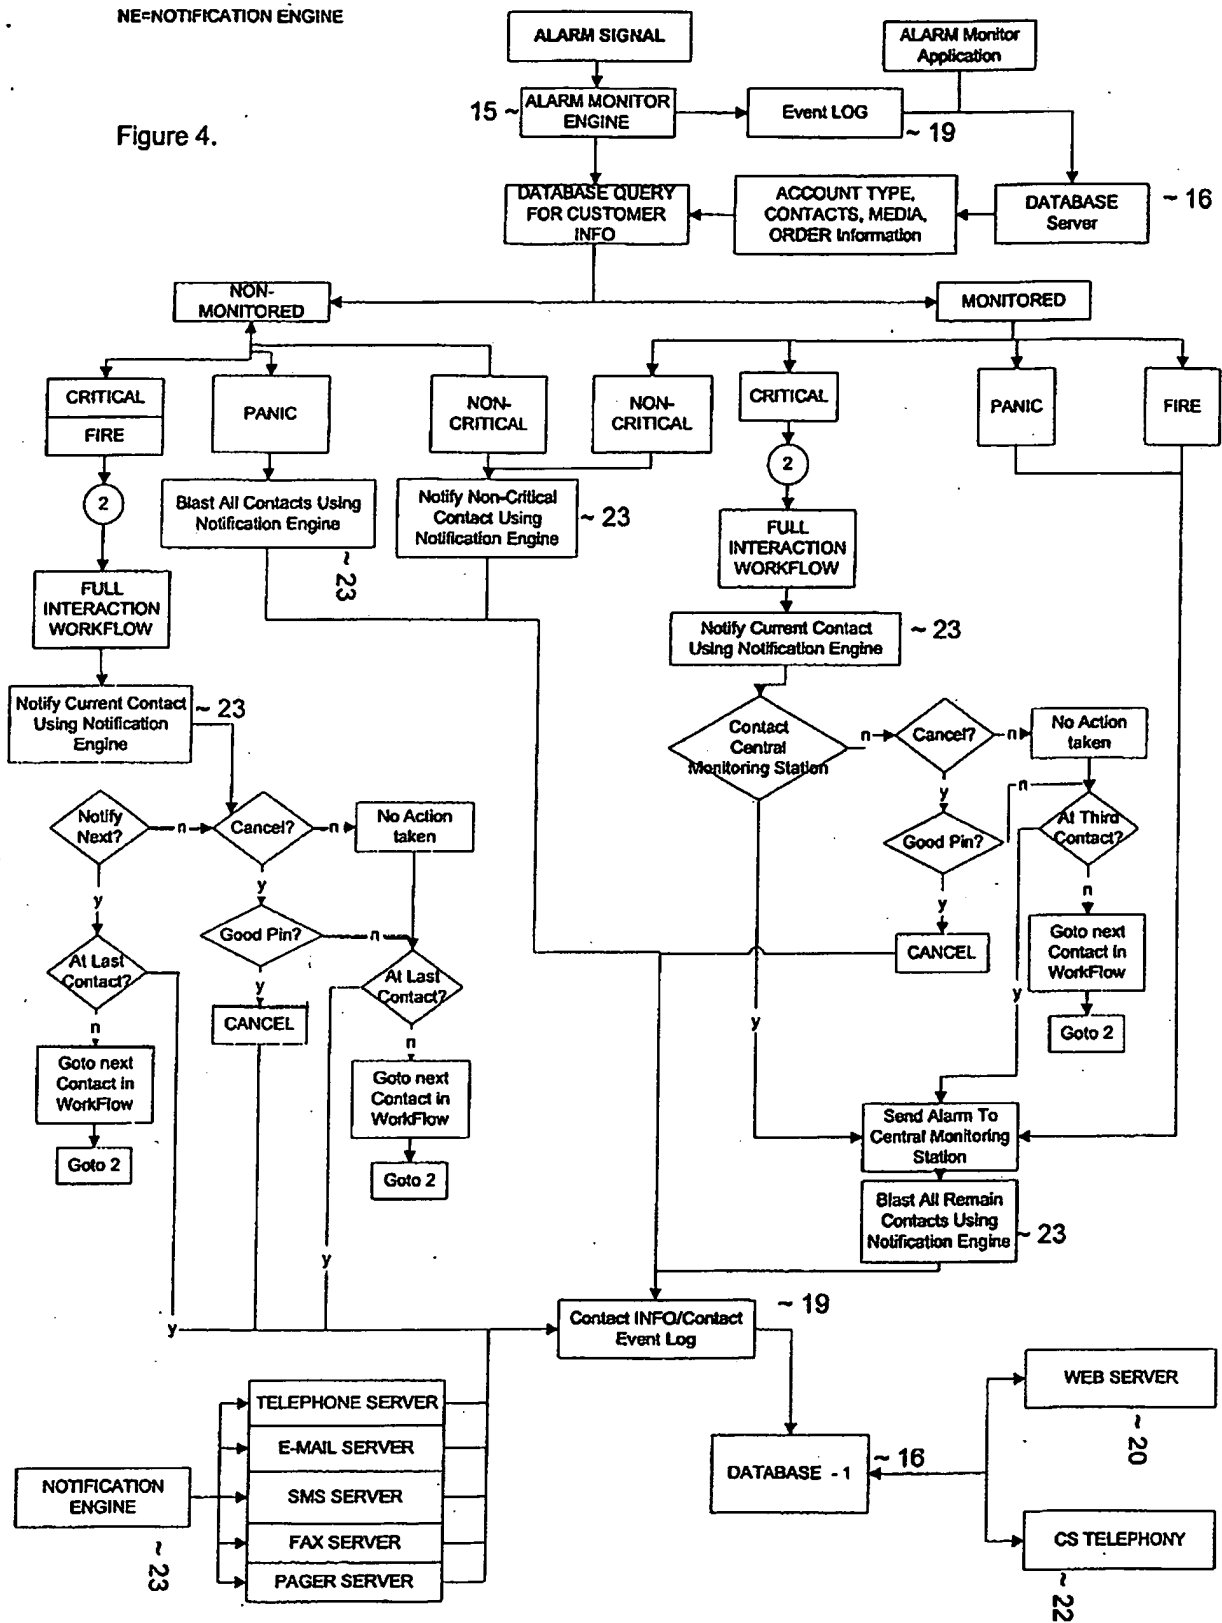 NE=NOTIFICATION ENGINE
Figure 4.
ALARM SIGNAL
ALARM Monitor
Application
15 ~
ALARM MONITOR
ENGINE
Event LOG
~ 19
DATABASE QUERY
FOR CUSTOMER
INFO
ACCOUNT TYPE,
CONTACTS, MEDIA,
ORDER Information
DATABASE
Server
~ 16
NON-
MONITORED
MONITORED
CRITICAL
FIRE
PANIC
NON-
CRITICAL
NON-
CRITICAL
CRITICAL
PANIC
FIRE
2
2
Blast All Contacts Using
Notification Engine
~ 23
Notify Non-Critical
Contact Using
Notification Engine
~ 23
FULL
INTERACTION
WORKFLOW
FULL
INTERACTION
WORKFLOW
Notify Current Contact
Using Notification Engine
~ 23
Notify Current Contact
Using Notification
Engine
~ 23
Contact
Central
Monitoring Station
n
Cancel?
n
No Action
taken
y
n
Good Pin?
At Third
Contact?
y
n
CANCEL
Goto next
Contact in
WorkFlow
y
y
Goto 2
Notify
Next?
n
Cancel?
n
No Action
taken
y
y
Good Pin?
n
At Last
Contact?
y
At Last
Contact?
n
CANCEL
n
Goto next
Contact in
WorkFlow
Goto next
Contact in
WorkFlow
Goto 2
Goto 2
Send Alarm To
Central Monitoring
Station
Blast All Remain
Contacts Using
Notification Engine
~ 23
y
y
Contact INFO/Contact
Event Log
~ 19
TELEPHONE SERVER
E-MAIL SERVER
SMS SERVER
FAX SERVER
PAGER SERVER
NOTIFICATION
ENGINE
~ 23
DATABASE - 1
~ 16
WEB SERVER
~ 20
CS TELEPHONY
~ 22